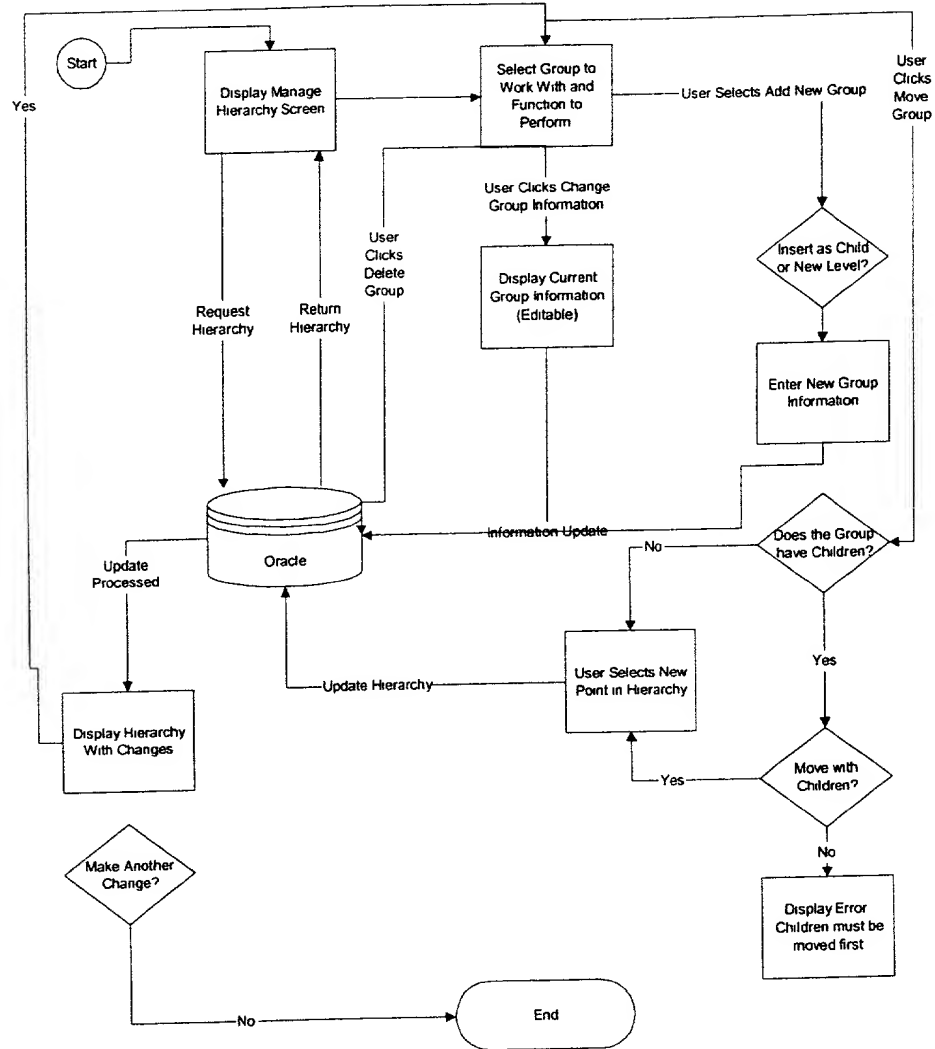 Start
Yes
Display Manage
Hierarchy Screen
Select Group to
Work With and
Function to
Perform
User Selects Add New Group
User
Clicks
Move
Group
User Clicks Change
Group Information
User
Clicks
Delete
Group
Insert as Child
or New Level?
Display Current
Group Information
(Editable)
Request
Hierarchy
Return
Hierarchy
Enter New Group
Information
Information Update
Oracle
Does the Group
have Children?
No
Update
Processed
Yes
User Selects New
Point in Hierarchy
Update Hierarchy
Display Hierarchy
With Changes
Move with
Children?
Yes
No
Make Another
Change?
Display Error
Children must be
moved first
No
End